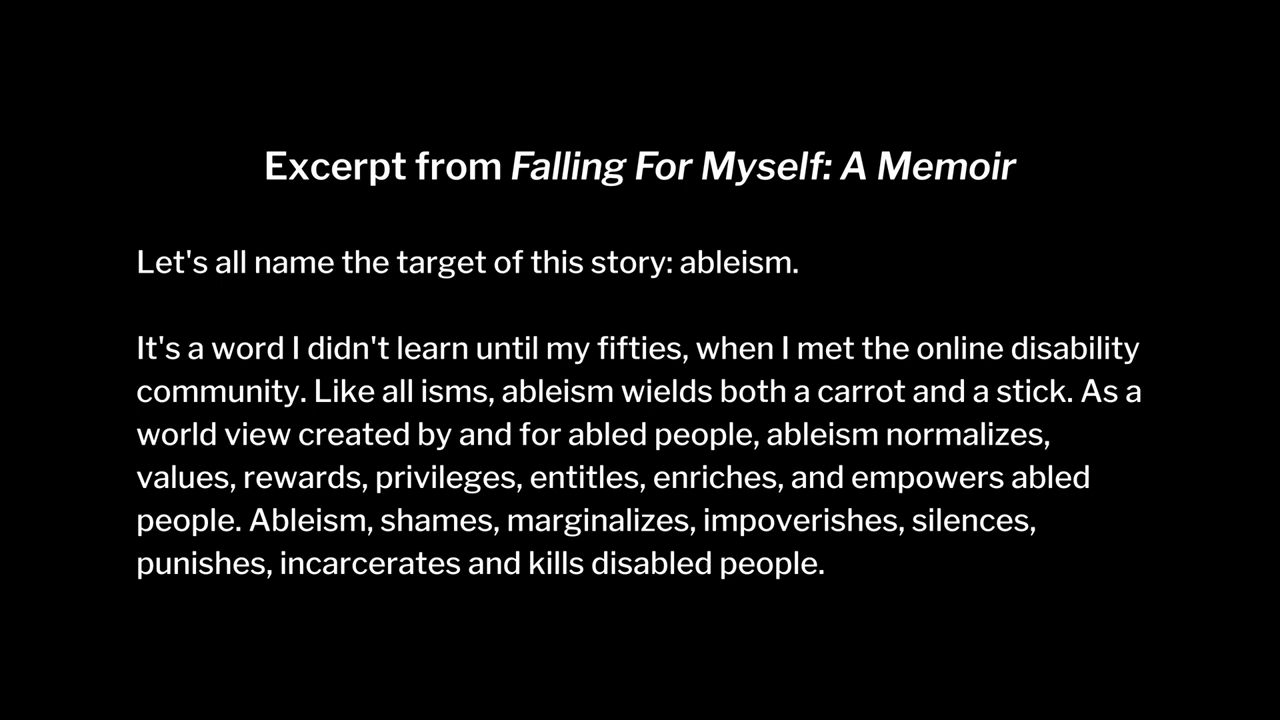 Excerpt from Falling For Myself: A Memoir
Let's all name the target of this story: ableism.
It's a word I didn't learn until my fifties, when I met the online disability
community. Like all isms, ableism wields both a carrot and a stick. As a
world view created by and for abled people, ableism normalizes,
values, rewards, privileges, entitles, enriches, and empowers abled
people. Ableism, shames, marginalizes, impoverishes, silences,
punishes, incarcerates and kills disabled people.